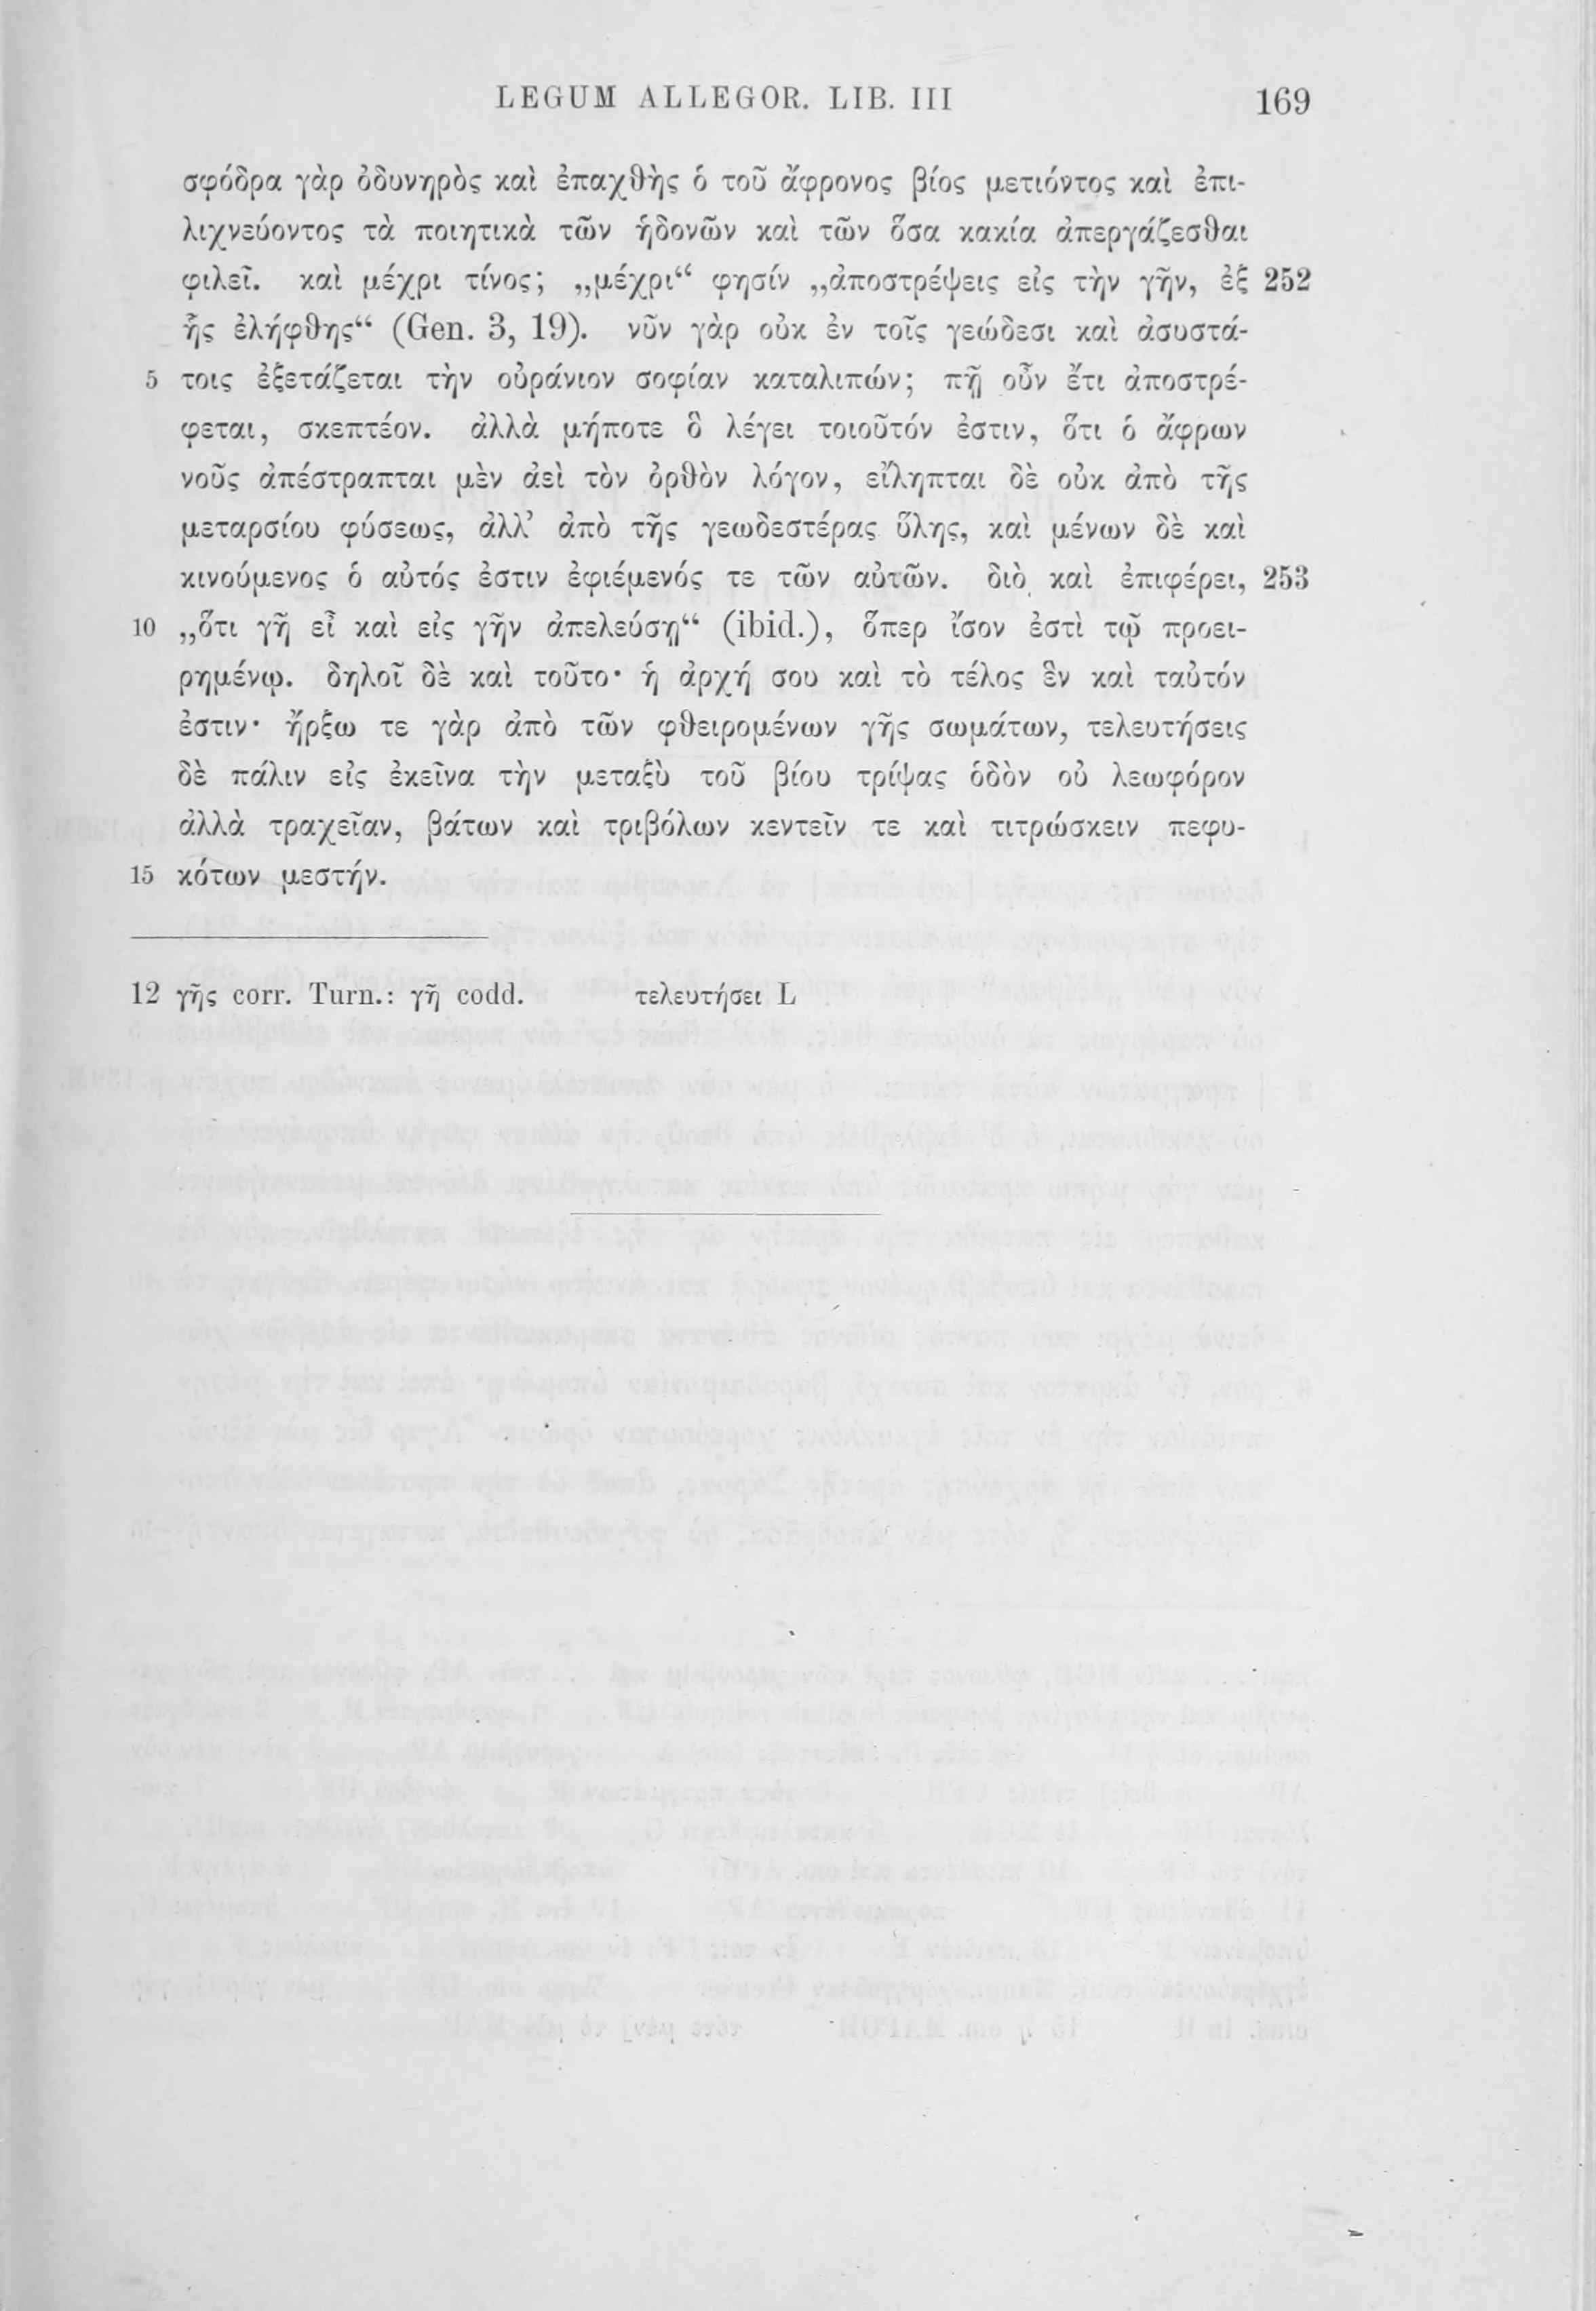 LEGUM ALLEGOR. LIB. III 169
σφόδρα γὰρ ὀδυνηρὸς καὶ ἐπαχθὴς ὁ τοῦ ἄφρονος βίος μετιόντος καὶ ἐπι-
λιχνεύοντος τὰ ποιητικὰ τῶν ἡδονῶν καὶ τῶν ὅσα κακία ἀπεργάζεσθαι
φιλεῖ. καὶ μέχρι τίνος; „μέχρι“ φησίν „ἀποστρέψεις εἰς τὴν γῆν, ἐξ 252
ἧς ἐλήφθης“ (Gen. 3, 19). νῦν γὰρ οὐκ ἐν τοῖς γεώδεσι καὶ ἀσυστά-
5 τοις ἐξετάζεται τὴν οὐράνιον σοφίαν καταλιπών; πῇ οὖν ἔτι ἀποστρέ-
φεται, σκεπτέον. ἀλλὰ μήποτε ὃ λέγει τοιοῦτόν ἐστιν, ὅτι ὁ ἄφρων
νοῦς ἀπέστραπται μὲν ἀεὶ τὸν ὀρθὸν λόγον, εἴληπται δὲ οὐκ ἀπὸ τῆς
μεταρσίου φύσεως, ἀλλ’ ἀπὸ τῆς γεωδεστέρας ὕλης, καὶ μένων δὲ καὶ
κινούμενος ὁ αὐτός ἐστιν ἐφιέμενός τε τῶν αὐτῶν. διὸ καὶ ἐπιφέρει, 253
10 „ὅτι γῆ εἶ καὶ εἰς γῆν ἀπελεύσῃ“ (ibid.), ὅπερ ἴσον ἐστὶ τῷ προει-
ρημένῳ. δηλοῖ δὲ καὶ τοῦτο· ἡ ἀρχή σου καὶ τὸ τέλος ἓν καὶ ταὐτόν
ἐστιν· ἤρξω τε γὰρ ἀπὸ τῶν φθειρομένων γῆς σωμάτων, τελευτήσεις
δὲ πάλιν εἰς ἐκεῖνα τὴν μεταξὺ τοῦ βίου τρίψας ὁδὸν οὐ λεωφόρον
ἀλλὰ τραχεῖαν, βάτων καὶ τριβόλων κεντεῖν τε καὶ τιτρώσκειν πεφυ-
15 κότων μεστήν.
12 γῆς corr. Turn.: γῆ codd. τελευτήσει L